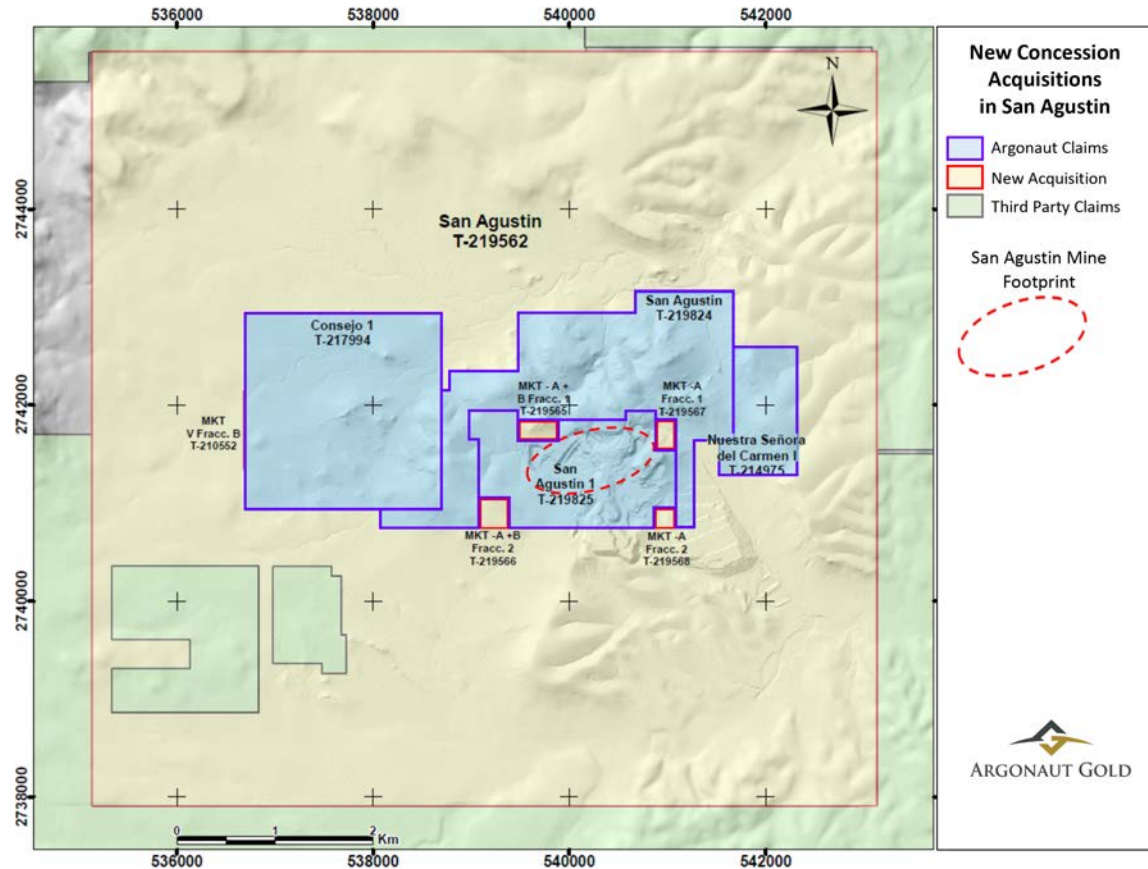 536000
538000
540000
542000
New Concession
Acquisitions
in San Agustin
Argonaut Claims
New Acquisition
Third Party Claims
San Agustin Mine
Footprint
N
2744000
2742000
2740000
2738000
San Agustin
T-219562
Consejo 1
T-217994
San Agustin
T-219824
MKT - A +
B Fracc. 1
T-219565
MKT -A
Fracc. 1
T-219567
MKT
V Fracc. B
T-210552
Nuestra Señora
del Carmen I
T-214975
San
Agustin 1
T-219825
MKT -A +B
Fracc. 2
T-219566
MKT -A
Fracc. 2
T-219568
0 1 2
Km
536000
538000
540000
542000
ARGONAUT GOLD